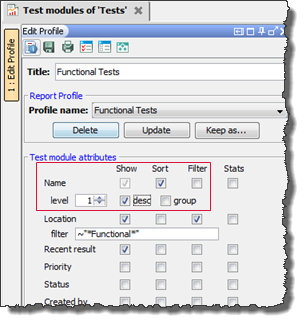 Test modules of 'Tests'
1 : Edit Profile
Edit Profile
Title: Functional Tests
Report Profile
Profile name: Functional Tests
Delete Update Keep as...
Test module attributes
Show Sort Filter Stats
Name
level 1 desc group
Location
filter ~"*Functional*"
Recent result
Priority
Status
Created by